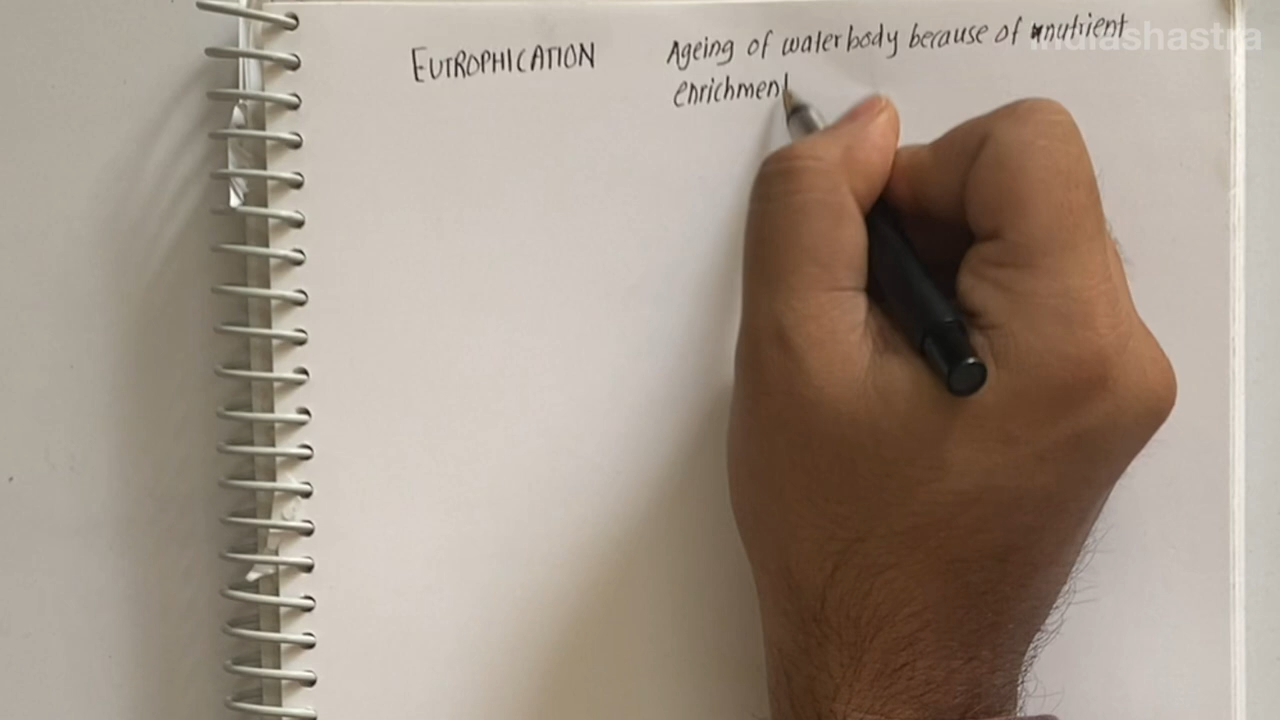 EUTROPHICATION
Ageing of waterbody because of nutrient
enrichment
indiashastra